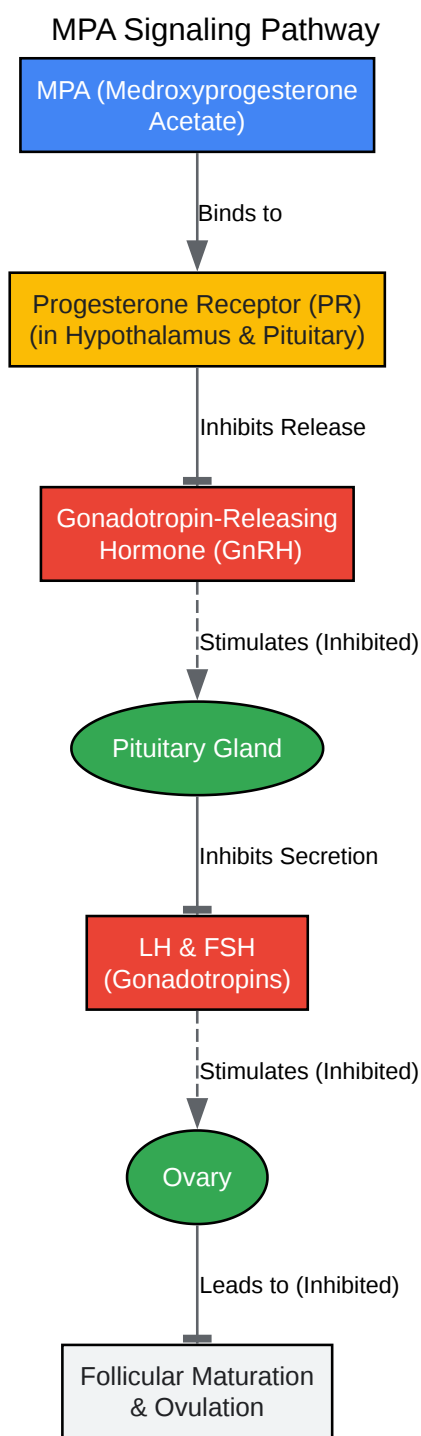 MPA Signaling Pathway
MPA (Medroxyprogesterone
Acetate)
Binds to
Progesterone Receptor (PR)
(in Hypothalamus & Pituitary)
Inhibits Release
Gonadotropin-Releasing
Hormone (GnRH)
Stimulates (Inhibited)
Pituitary Gland
Inhibits Secretion
LH & FSH
(Gonadotropins)
Stimulates (Inhibited)
Ovary
Leads to (Inhibited)
Follicular Maturation
& Ovulation